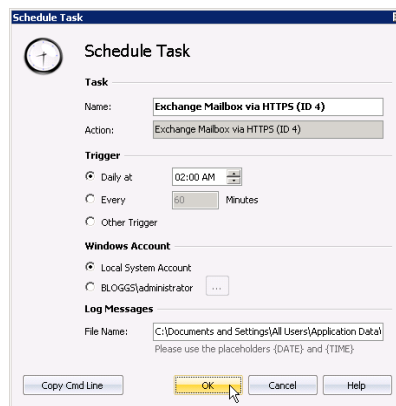 Schedule Task
Schedule Task
Task
Name: Exchange Mailbox via HTTPS (ID 4)
Action: Exchange Mailbox via HTTPS (ID 4)
Trigger
Daily at 02:00 AM
Every 60 Minutes
Other Trigger
Windows Account
Local System Account
BLOGGS\administrator ...
Log Messages
File Name: C:\Documents and Settings\All Users\Application Data\
Please use the placeholders {DATE} and {TIME}
Copy Cmd Line OK Cancel Help